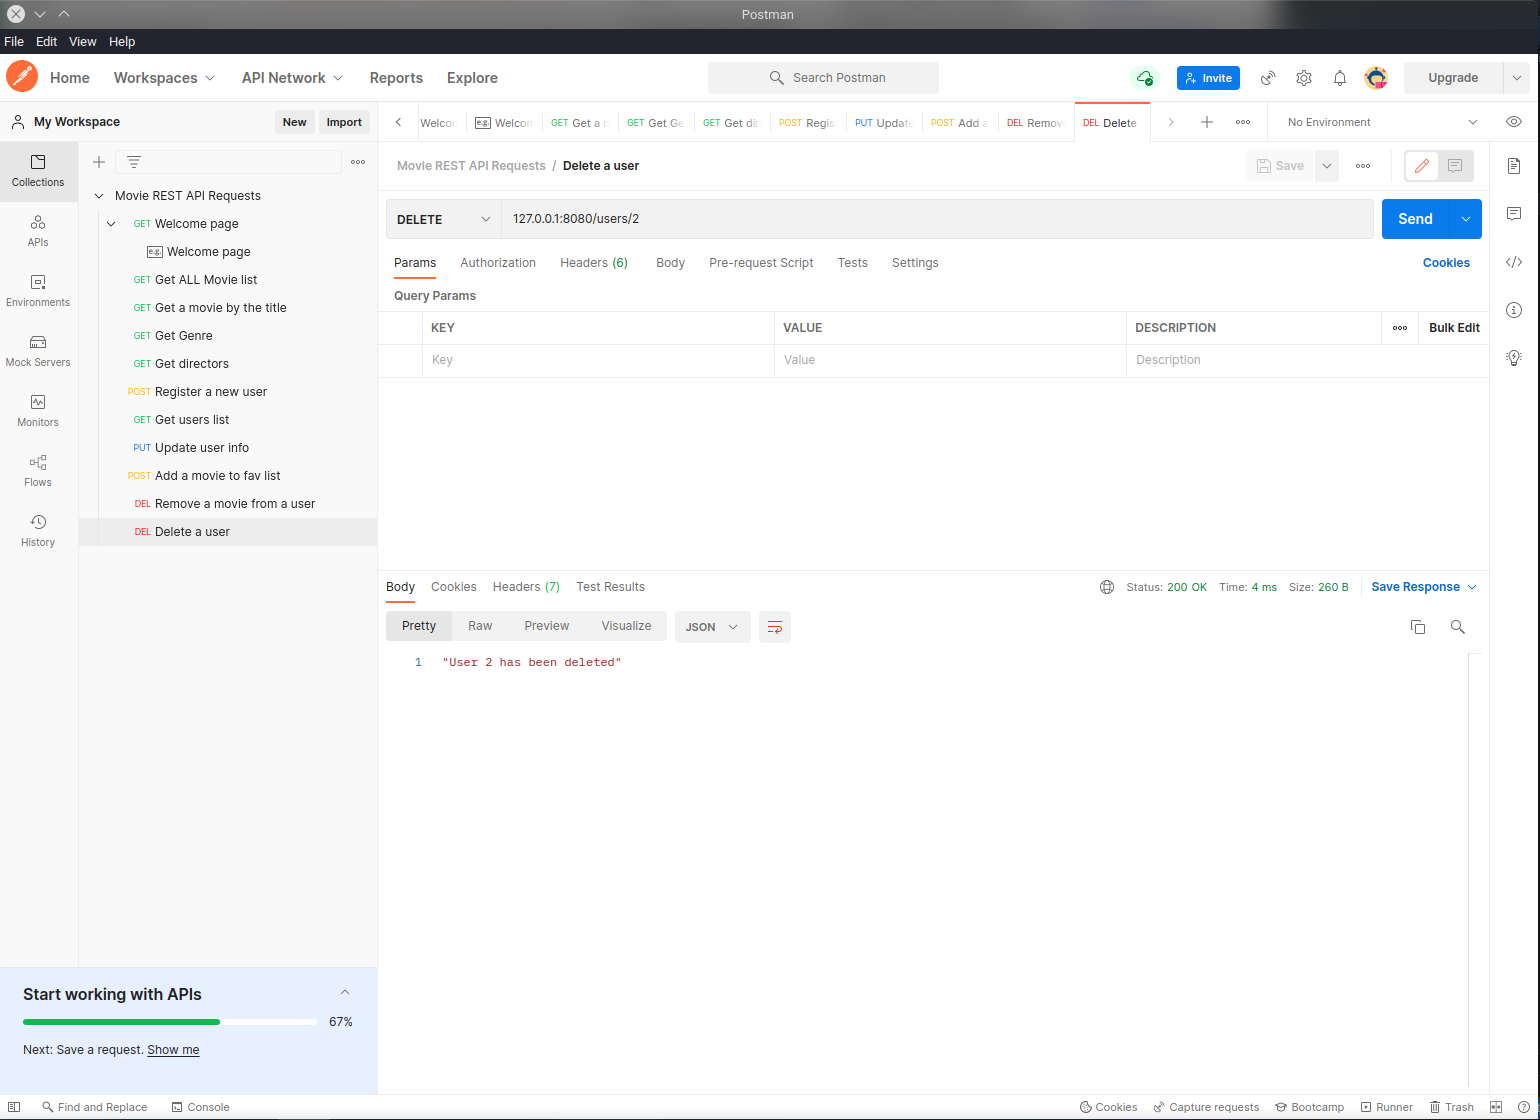 Postman
File Edit View Help
Home Workspaces API Network Reports Explore Search Postman Invite Upgrade
My Workspace New Import
Welcor e.g. Welcon GET Get a n GET Get Ge GET Get dir POST Regis PUT Update POST Add a DEL Remov DEL Delete No Environment
Collections
APIs
Environments
Mock Servers
Monitors
Flows
History
Movie REST API Requests
GET Welcome page
e.g. Welcome page
GET Get ALL Movie list
GET Get a movie by the title
GET Get Genre
GET Get directors
POST Register a new user
GET Get users list
PUT Update user info
POST Add a movie to fav list
DEL Remove a movie from a user
DEL Delete a user
Movie REST API Requests / Delete a user Save
DELETE 127.0.0.1:8080/users/2 Send
Params Authorization Headers (6) Body Pre-request Script Tests Settings Cookies
Query Params
KEY VALUE DESCRIPTION Bulk Edit
Key Value Description
Body Cookies Headers (7) Test Results Status: 200 OK Time: 4 ms Size: 260 B Save Response
Pretty Raw Preview Visualize JSON
1 "User 2 has been deleted"
Start working with APIs
67%
Next: Save a request. Show me
Find and Replace Console Cookies Capture requests Bootcamp Runner Trash